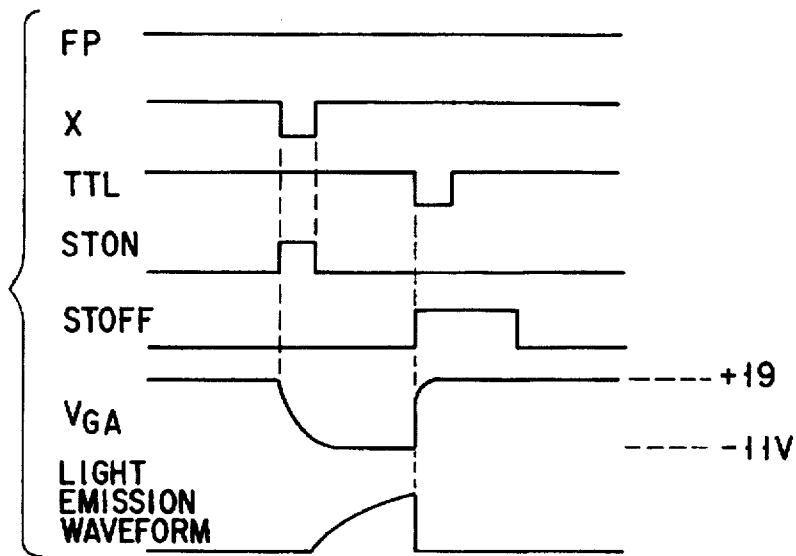 FP
X
TTL
STON
STOFF
+19
VGA
-11V
LIGHT
EMISSION
WAVEFORM